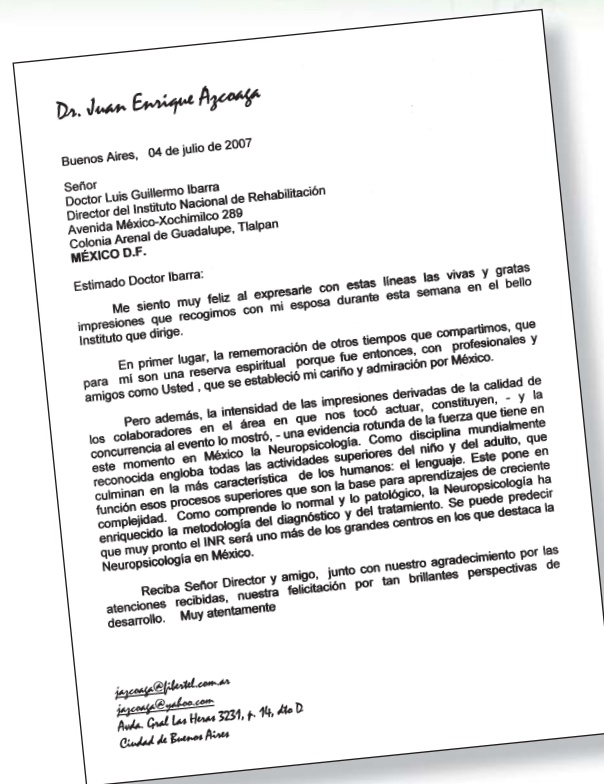 Dr. Juan Enrique Azcoaga
Buenos Aires, 04 de julio de 2007
Señor
Doctor Luis Guillermo Ibarra
Director del Instituto Nacional de Rehabilitación
Avenida México-Xochimilco 289
Colonia Arenal de Guadalupe, Tlalpan
MÉXICO D.F.
Estimado Doctor Ibarra:
Me siento muy feliz al expresarle con estas líneas las vivas y gratas
impresiones que recogimos con mi esposa durante esta semana en el bello
Instituto que dirige.
En primer lugar, la rememoración de otros tiempos que compartimos, que
para mí son una reserva espiritual porque fue entonces, con profesionales y
amigos como Usted , que se estableció mi cariño y admiración por México.
Pero además, la intensidad de las impresiones derivadas de la calidad de
los colaboradores en el área en que nos tocó actuar, constituyen, - y la
concurrencia al evento lo mostró, - una evidencia rotunda de la fuerza que tiene en
este momento en México la Neuropsicología. Como disciplina mundialmente
reconocida engloba todas las actividades superiores del niño y del adulto, que
culminan en la más característica de los humanos: el lenguaje. Este pone en
función esos procesos superiores que son la base para aprendizajes de creciente
complejidad. Como comprende lo normal y lo patológico, la Neuropsicología ha
enriquecido la metodología del diagnóstico y del tratamiento. Se puede predecir
que muy pronto el INR será uno más de los grandes centros en los que destaca la
Neuropsicología en México.
Reciba Señor Director y amigo, junto con nuestro agradecimiento por las
atenciones recibidas, nuestra felicitación por tan brillantes perspectivas de
desarrollo. Muy atentamente
jazcoaga@fibertel.com.ar
jazcoaga@yahoo.com
Avda. Gral Las Heras 3231, p. 14, dto D
Ciudad de Buenos Aires